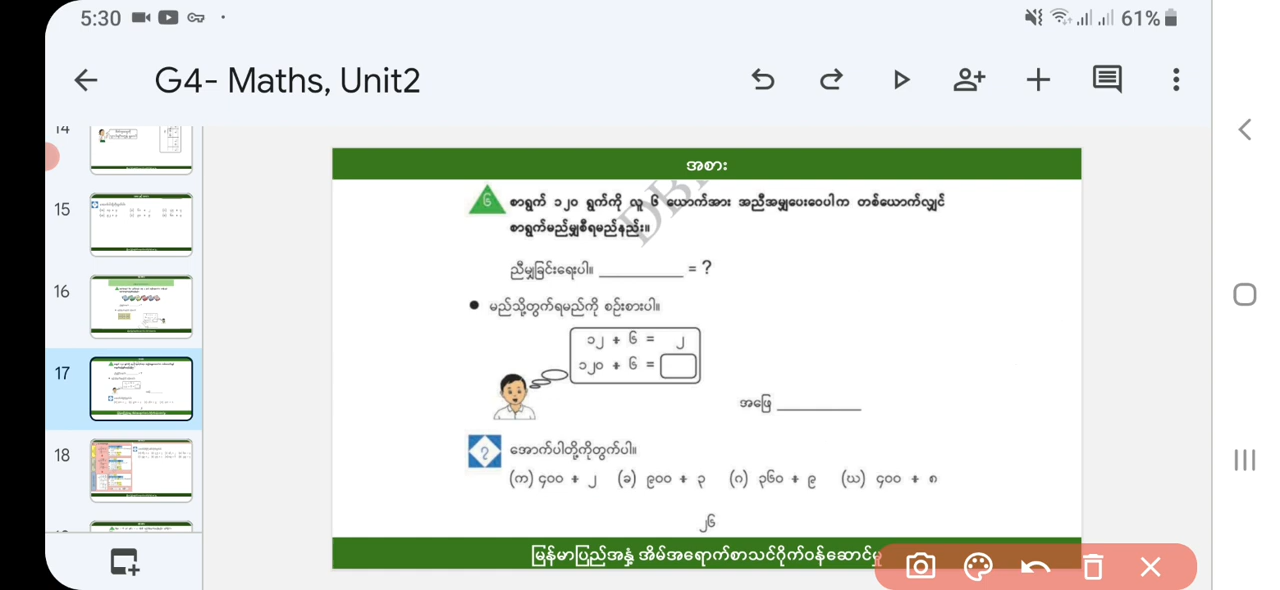 5:30
61%
G4- Maths, Unit2
14
15
16
17
18
အစား
၆ စာရွက် ၁၂၀ ရွက်ကို လူ ၆ ယောက်အား အညီအမျှပေးဝေပါက တစ်ယောက်လျှင်
စာရွက်မည်မျှစီရမည်နည်း။
ညီမျှခြင်းရေးပါ။ __________ = ?
● မည်သို့တွက်ရမည်ကို စဉ်းစားပါ။
၁၂ ÷ ၆ = ၂
၁၂၀ ÷ ၆ =
အဖြေ __________
၇ အောက်ပါတို့ကိုတွက်ပါ။
(က) ၄၀၀ ÷ ၂ (ခ) ၉၀၀ ÷ ၃ (ဂ) ၃၆၀ ÷ ၉ (ဃ) ၄၀၀ ÷ ၈
၂၆
မြန်မာပြည်အနှံ့ အိမ်အရောက်စာသင်ဝိုက်ဝန်ဆောင်မှု